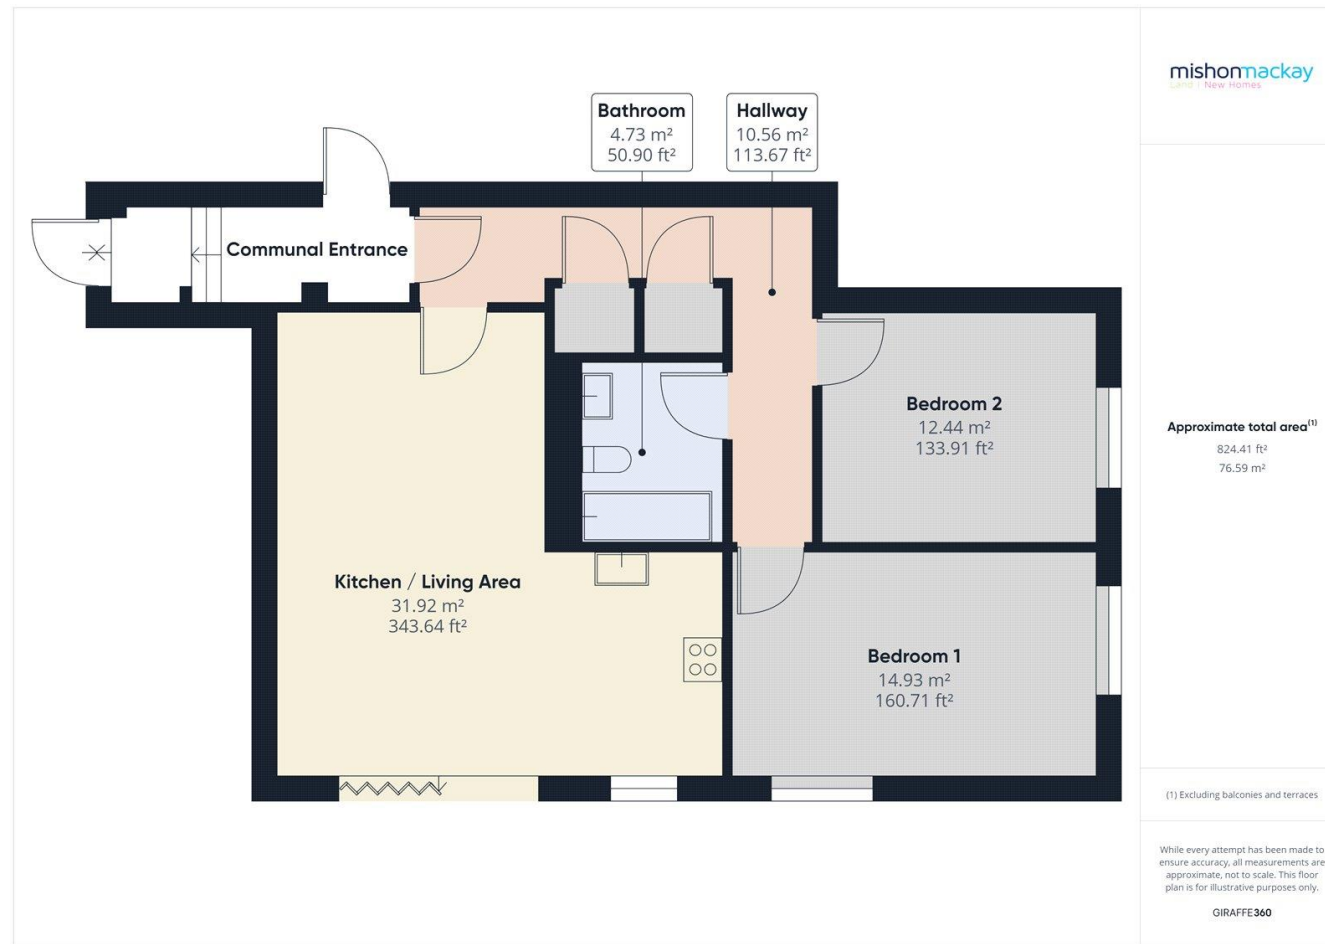 mishonmackay
Land | New Homes
Bathroom
4.73 m²
50.90 ft²
Hallway
10.56 m²
113.67 ft²
Communal Entrance
Bedroom 2
12.44 m²
133.91 ft²
Kitchen / Living Area
31.92 m²
343.64 ft²
Bedroom 1
14.93 m²
160.71 ft²
Approximate total area⁽¹⁾
824.41 ft²
76.59 m²
(1) Excluding balconies and terraces
While every attempt has been made to
ensure accuracy, all measurements are
approximate, not to scale. This floor
plan is for illustrative purposes only.
GIRAFFE360